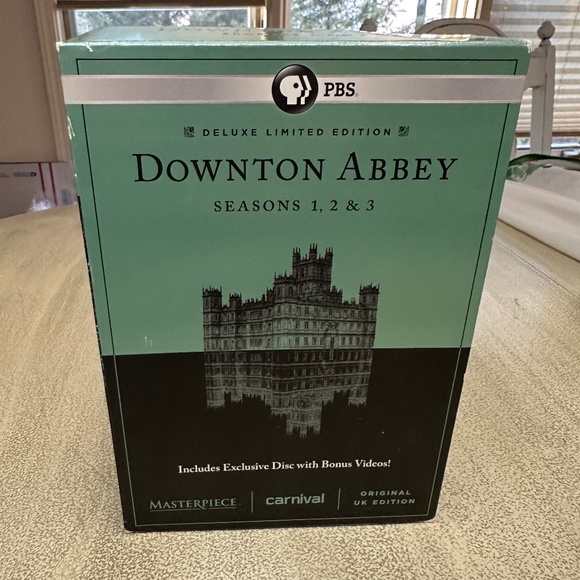 PBS
DELUXE LIMITED EDITION
DOWNTON ABBEY
SEASONS 1, 2 & 3
Includes Exclusive Disc with Bonus Videos!
MASTERPIECE
carnival
ORIGINAL
UK EDITION